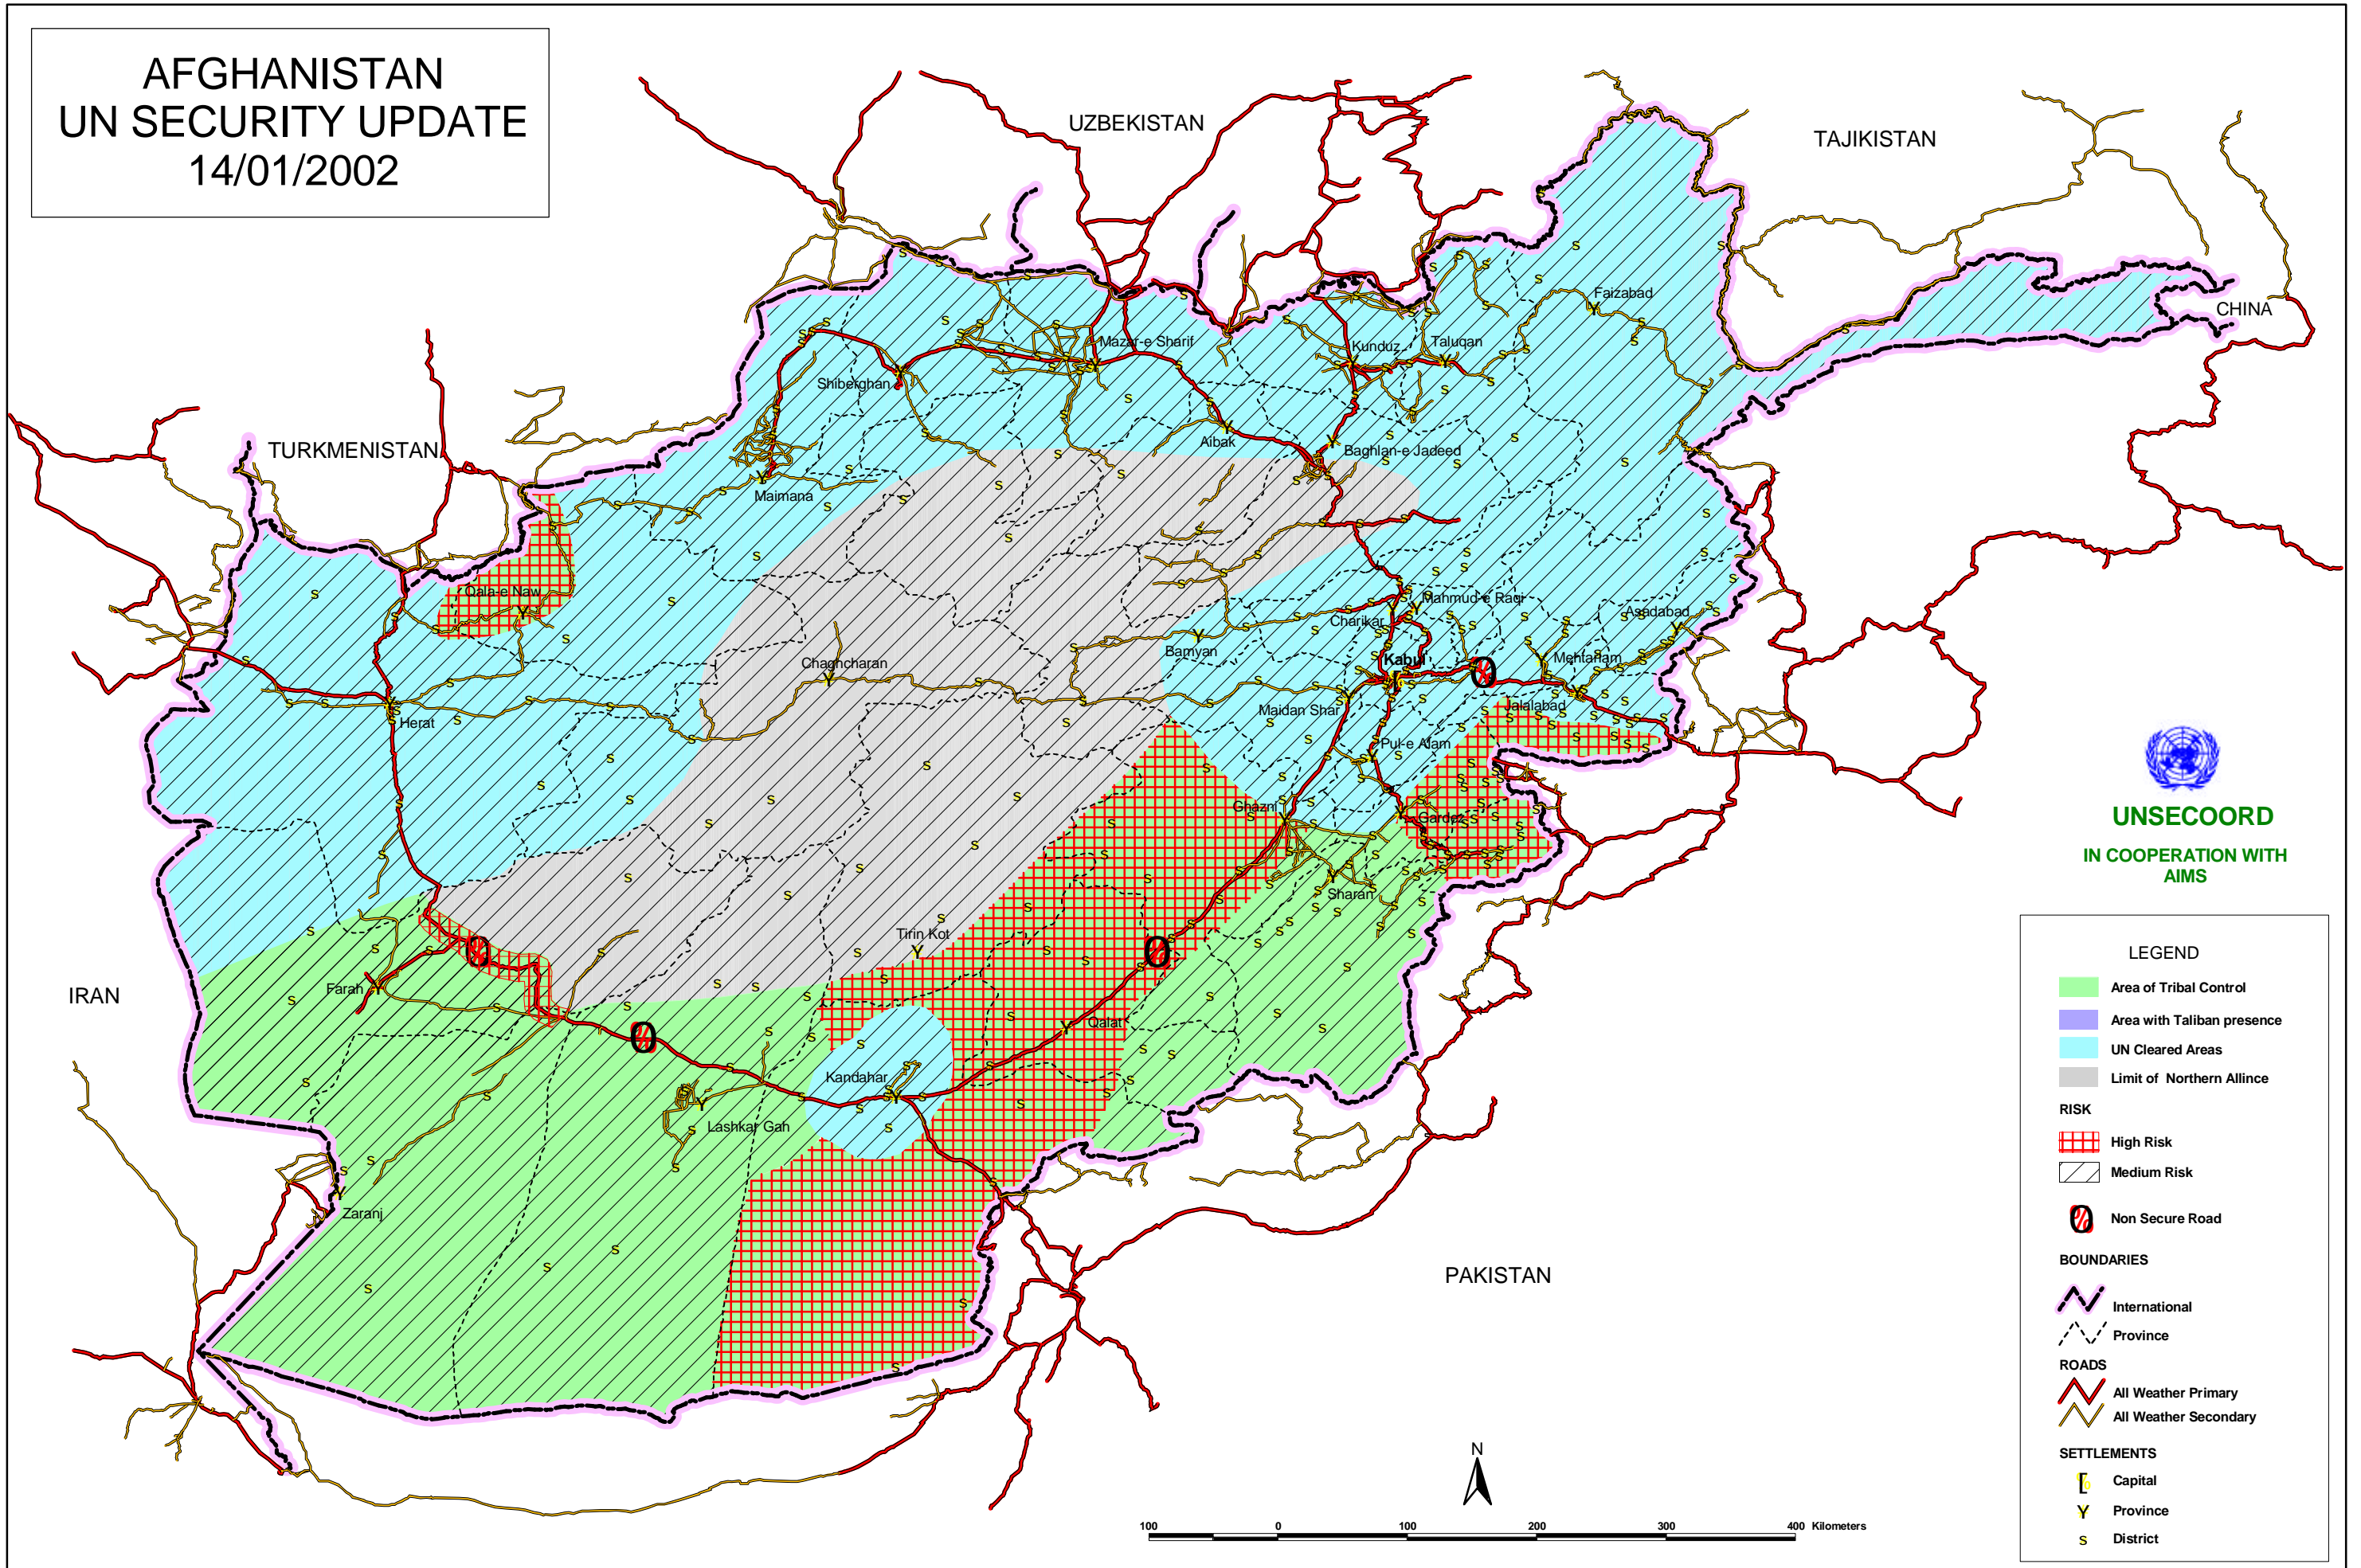 AFGHANISTAN
UN SECURITY UPDATE
14/01/2002
UZBEKISTAN
TAJIKISTAN
CHINA
TURKMENISTAN
IRAN
PAKISTAN
Faizabad
Mazar-e Sharif
Kunduz
Taluqan
Shiberghan
Aibak
Baghlan-e Jadeed
Maimana
Qala-e Naw
Mahmud-e Raqi
Asadabad
Charikar
Bamyan
Chaghcharan
Kabul
Mehtarlam
Herat
Maidan Shar
Jalalabad
Pul-e Alam
Ghazni
Gardez
Sharan
Tirin Kot
Farah
Qalat
Kandahar
Lashkar Gah
Zaranj
UNSECOORD
IN COOPERATION WITH
AIMS
LEGEND
Area of Tribal Control
Area with Taliban presence
UN Cleared Areas
Limit of Northern Allince
RISK
High Risk
Medium Risk
Non Secure Road
BOUNDARIES
International
Province
ROADS
All Weather Primary
All Weather Secondary
SETTLEMENTS
Capital
Y Province
S District
N
100 0 100 200 300 400 Kilometers